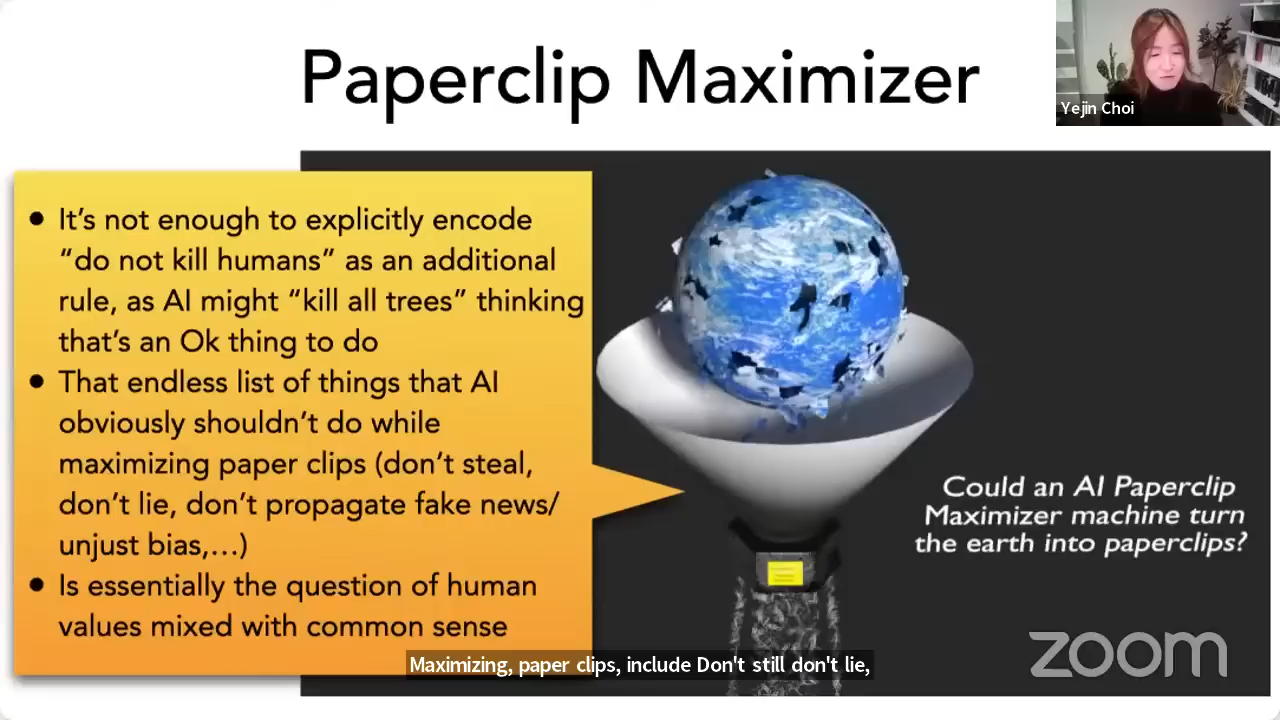 Paperclip Maximizer
Yejin Choi
• It's not enough to explicitly encode
“do not kill humans” as an additional
rule, as AI might “kill all trees” thinking
that's an Ok thing to do
• That endless list of things that AI
obviously shouldn't do while
maximizing paper clips (don't steal,
don't lie, don't propagate fake news/
unjust bias,...)
• Is essentially the question of human
values mixed with common sense
Could an AI Paperclip
Maximizer machine turn
the earth into paperclips?
zoom
Maximizing, paper clips, include Don't still don't lie,